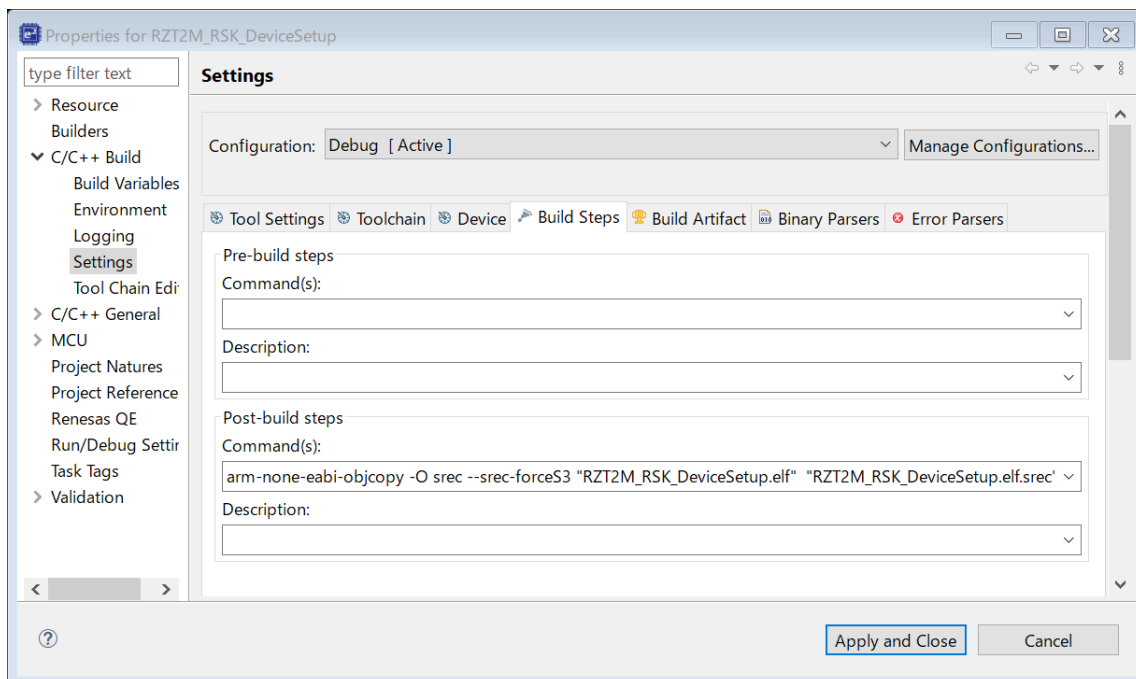 Properties for RZT2M_RSK_DeviceSetup
type filter text
Resource
Builders
C/C++ Build
Build Variables
Environment
Logging
Settings
Tool Chain Edi
C/C++ General
MCU
Project Natures
Project Reference
Renesas QE
Run/Debug Settir
Task Tags
Validation
Settings
Configuration: Debug [ Active ] Manage Configurations...
Tool Settings Toolchain Device Build Steps Build Artifact Binary Parsers Error Parsers
Pre-build steps
Command(s):
Description:
Post-build steps
Command(s):
arm-none-eabi-objcopy -O srec --srec-forceS3 "RZT2M_RSK_DeviceSetup.elf" "RZT2M_RSK_DeviceSetup.elf.srec'
Description:
Apply and Close Cancel